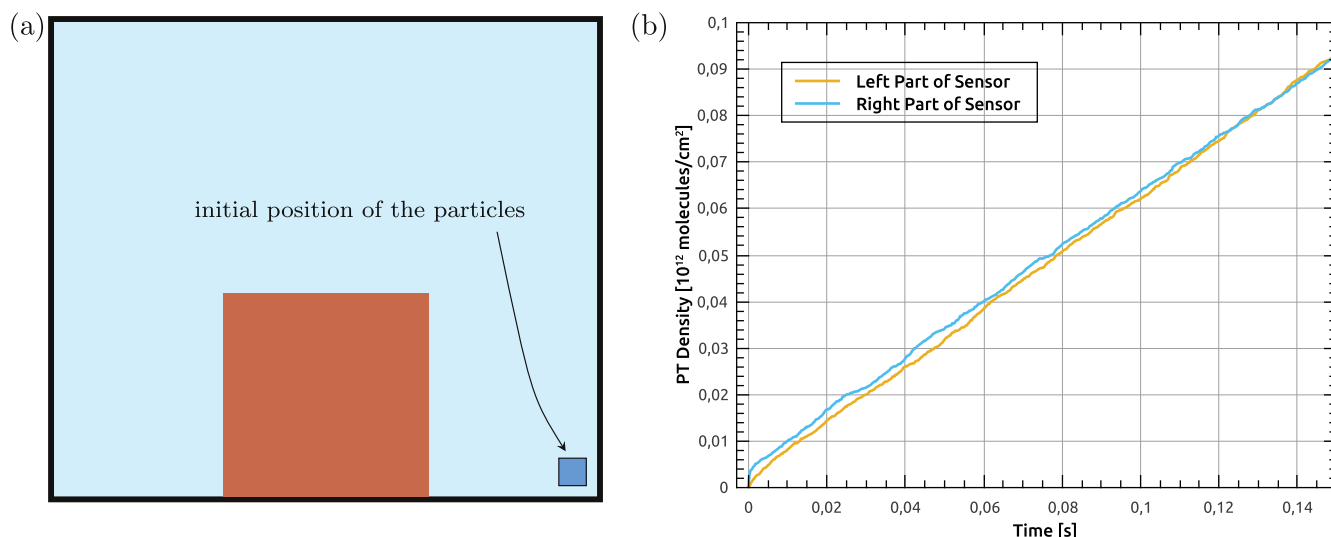 (a)
initial position of the particles
(b)
0,1
0,09
0,08
0,07
0,06
0,05
0,04
0,03
0,02
0,01
0
PT Density [10¹² molecules/cm²]
Left Part of Sensor
Right Part of Sensor
0 0,02 0,04 0,06 0,08 0,1 0,12 0,14
Time [s]